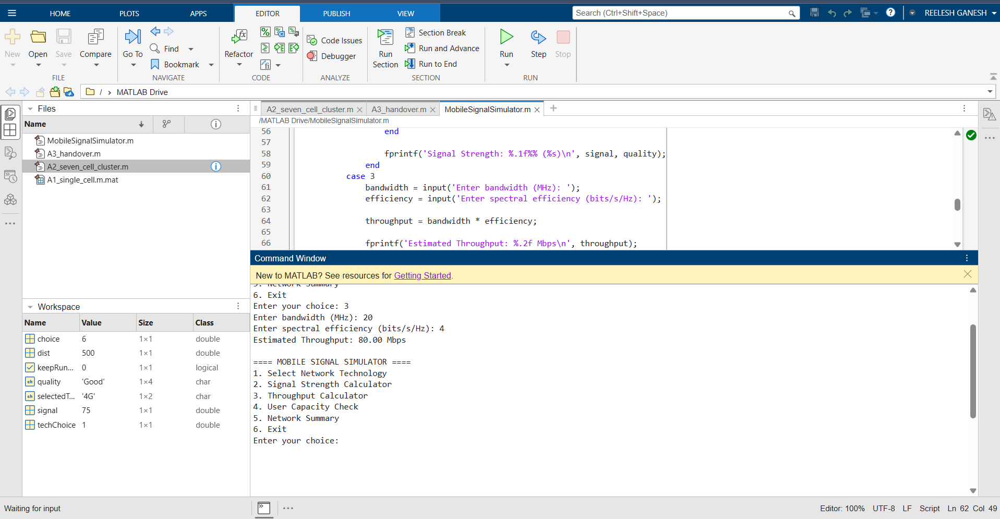 HOME PLOTS APPS EDITOR PUBLISH VIEW Search (Ctrl+Shift+Space) REELESH GANESH
New Open Save Compare Go To Find Bookmark Refactor Code Issues Debugger Run Section Section Break Run and Advance Run to End Run Step Stop
FILE NAVIGATE CODE ANALYZE SECTION RUN
/ › MATLAB Drive
Files
Name
MobileSignalSimulator.m
A3_handover.m
A2_seven_cell_cluster.m
A1_single_cell.m.mat
Workspace
Name Value Size Class
choice 6 1×1 double
dist 500 1×1 double
keepRun... 0 1×1 logical
quality 'Good' 1×4 char
selectedT... '4G' 1×2 char
signal 75 1×1 double
techChoice 1 1×1 double
A2_seven_cell_cluster.m A3_handover.m MobileSignalSimulator.m
/MATLAB Drive/MobileSignalSimulator.m
56 end
57
58 fprintf('Signal Strength: %.1f%% (%s)\n', signal, quality);
59 end
60 case 3
61 bandwidth = input('Enter bandwidth (MHz): ');
62 efficiency = input('Enter spectral efficiency (bits/s/Hz): ');
63
64 throughput = bandwidth * efficiency;
65
66 fprintf('Estimated Throughput: %.2f Mbps\n', throughput);
Command Window
New to MATLAB? See resources for Getting Started.
5. Network Summary
6. Exit
Enter your choice: 3
Enter bandwidth (MHz): 20
Enter spectral efficiency (bits/s/Hz): 4
Estimated Throughput: 80.00 Mbps
==== MOBILE SIGNAL SIMULATOR ====
1. Select Network Technology
2. Signal Strength Calculator
3. Throughput Calculator
4. User Capacity Check
5. Network Summary
6. Exit
Enter your choice:
Waiting for input
Editor: 100% UTF-8 LF Script Ln 62 Col 49